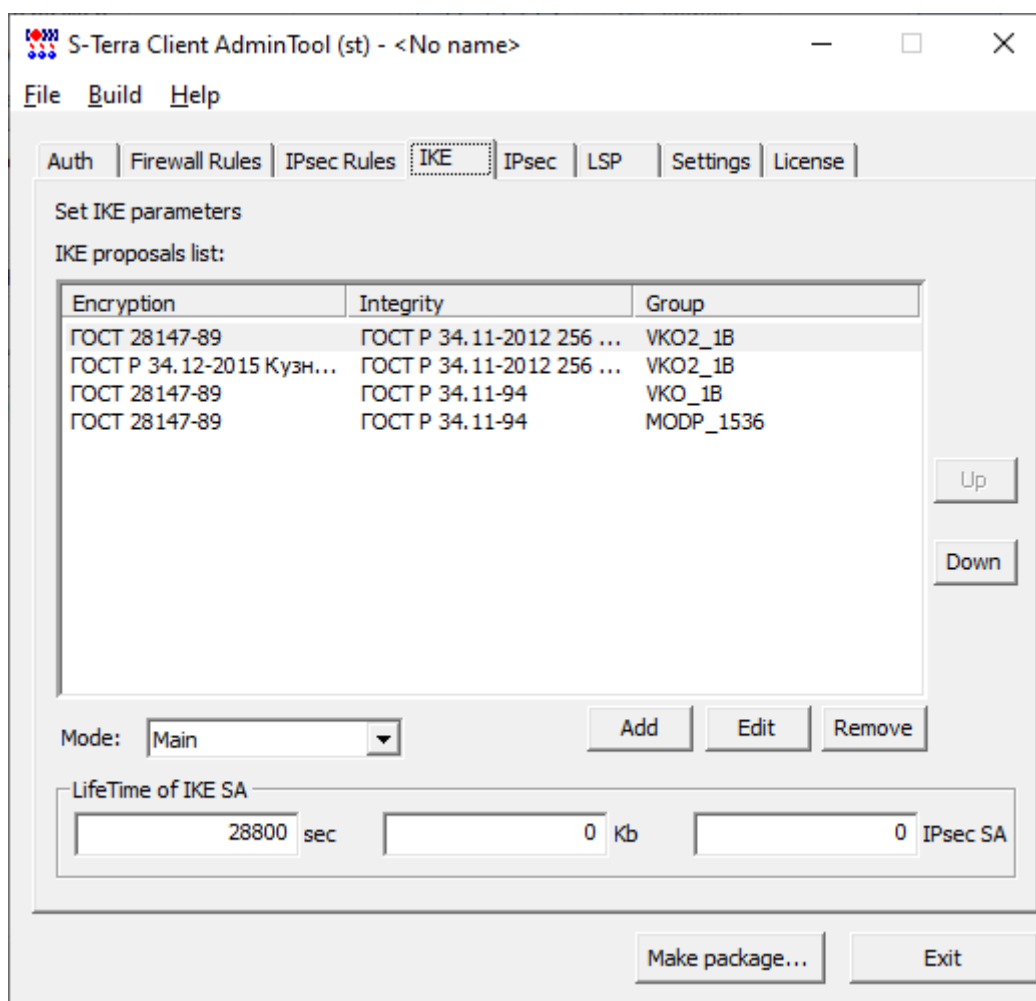 S-Terra Client AdminTool (st) - <No name>
File Build Help
Auth Firewall Rules IPsec Rules IKE IPsec LSP Settings License
Set IKE parameters
IKE proposals list:
Encryption Integrity Group
ГОСТ 28147-89 ГОСТ Р 34.11-2012 256 ... VKO2_1B
ГОСТ Р 34.12-2015 Кузн... ГОСТ Р 34.11-2012 256 ... VKO2_1B
ГОСТ 28147-89 ГОСТ Р 34.11-94 VKO_1B
ГОСТ 28147-89 ГОСТ Р 34.11-94 MODP_1536
Up
Down
Mode: Main Add Edit Remove
LifeTime of IKE SA
28800 sec 0 Kb 0 IPsec SA
Make package... Exit